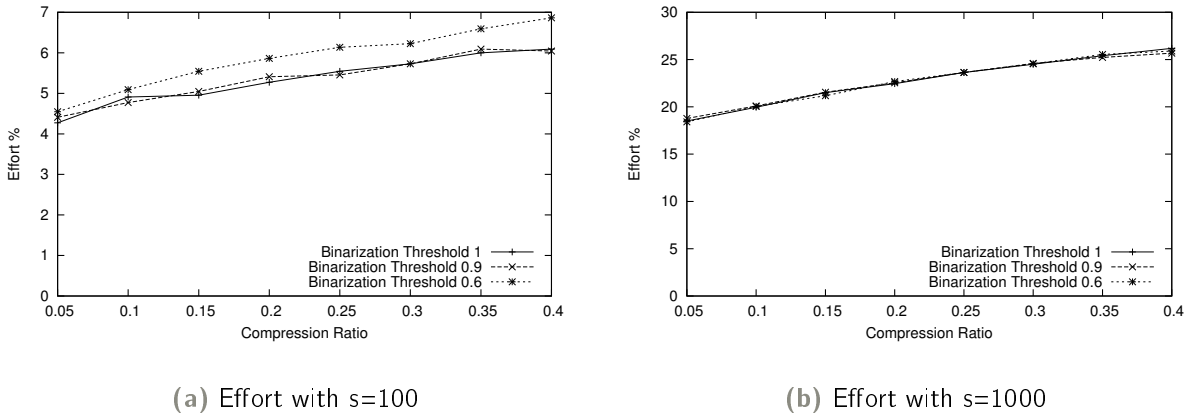 7
6
5
4
3
2
1
0
Effort %
Binarization Threshold 1
Binarization Threshold 0.9
Binarization Threshold 0.6
0.05 0.1 0.15 0.2 0.25 0.3 0.35 0.4
Compression Ratio
(a) Effort with s=100
30
25
20
15
10
5
0
Effort %
Binarization Threshold 1
Binarization Threshold 0.9
Binarization Threshold 0.6
0.05 0.1 0.15 0.2 0.25 0.3 0.35 0.4
Compression Ratio
(b) Effort with s=1000